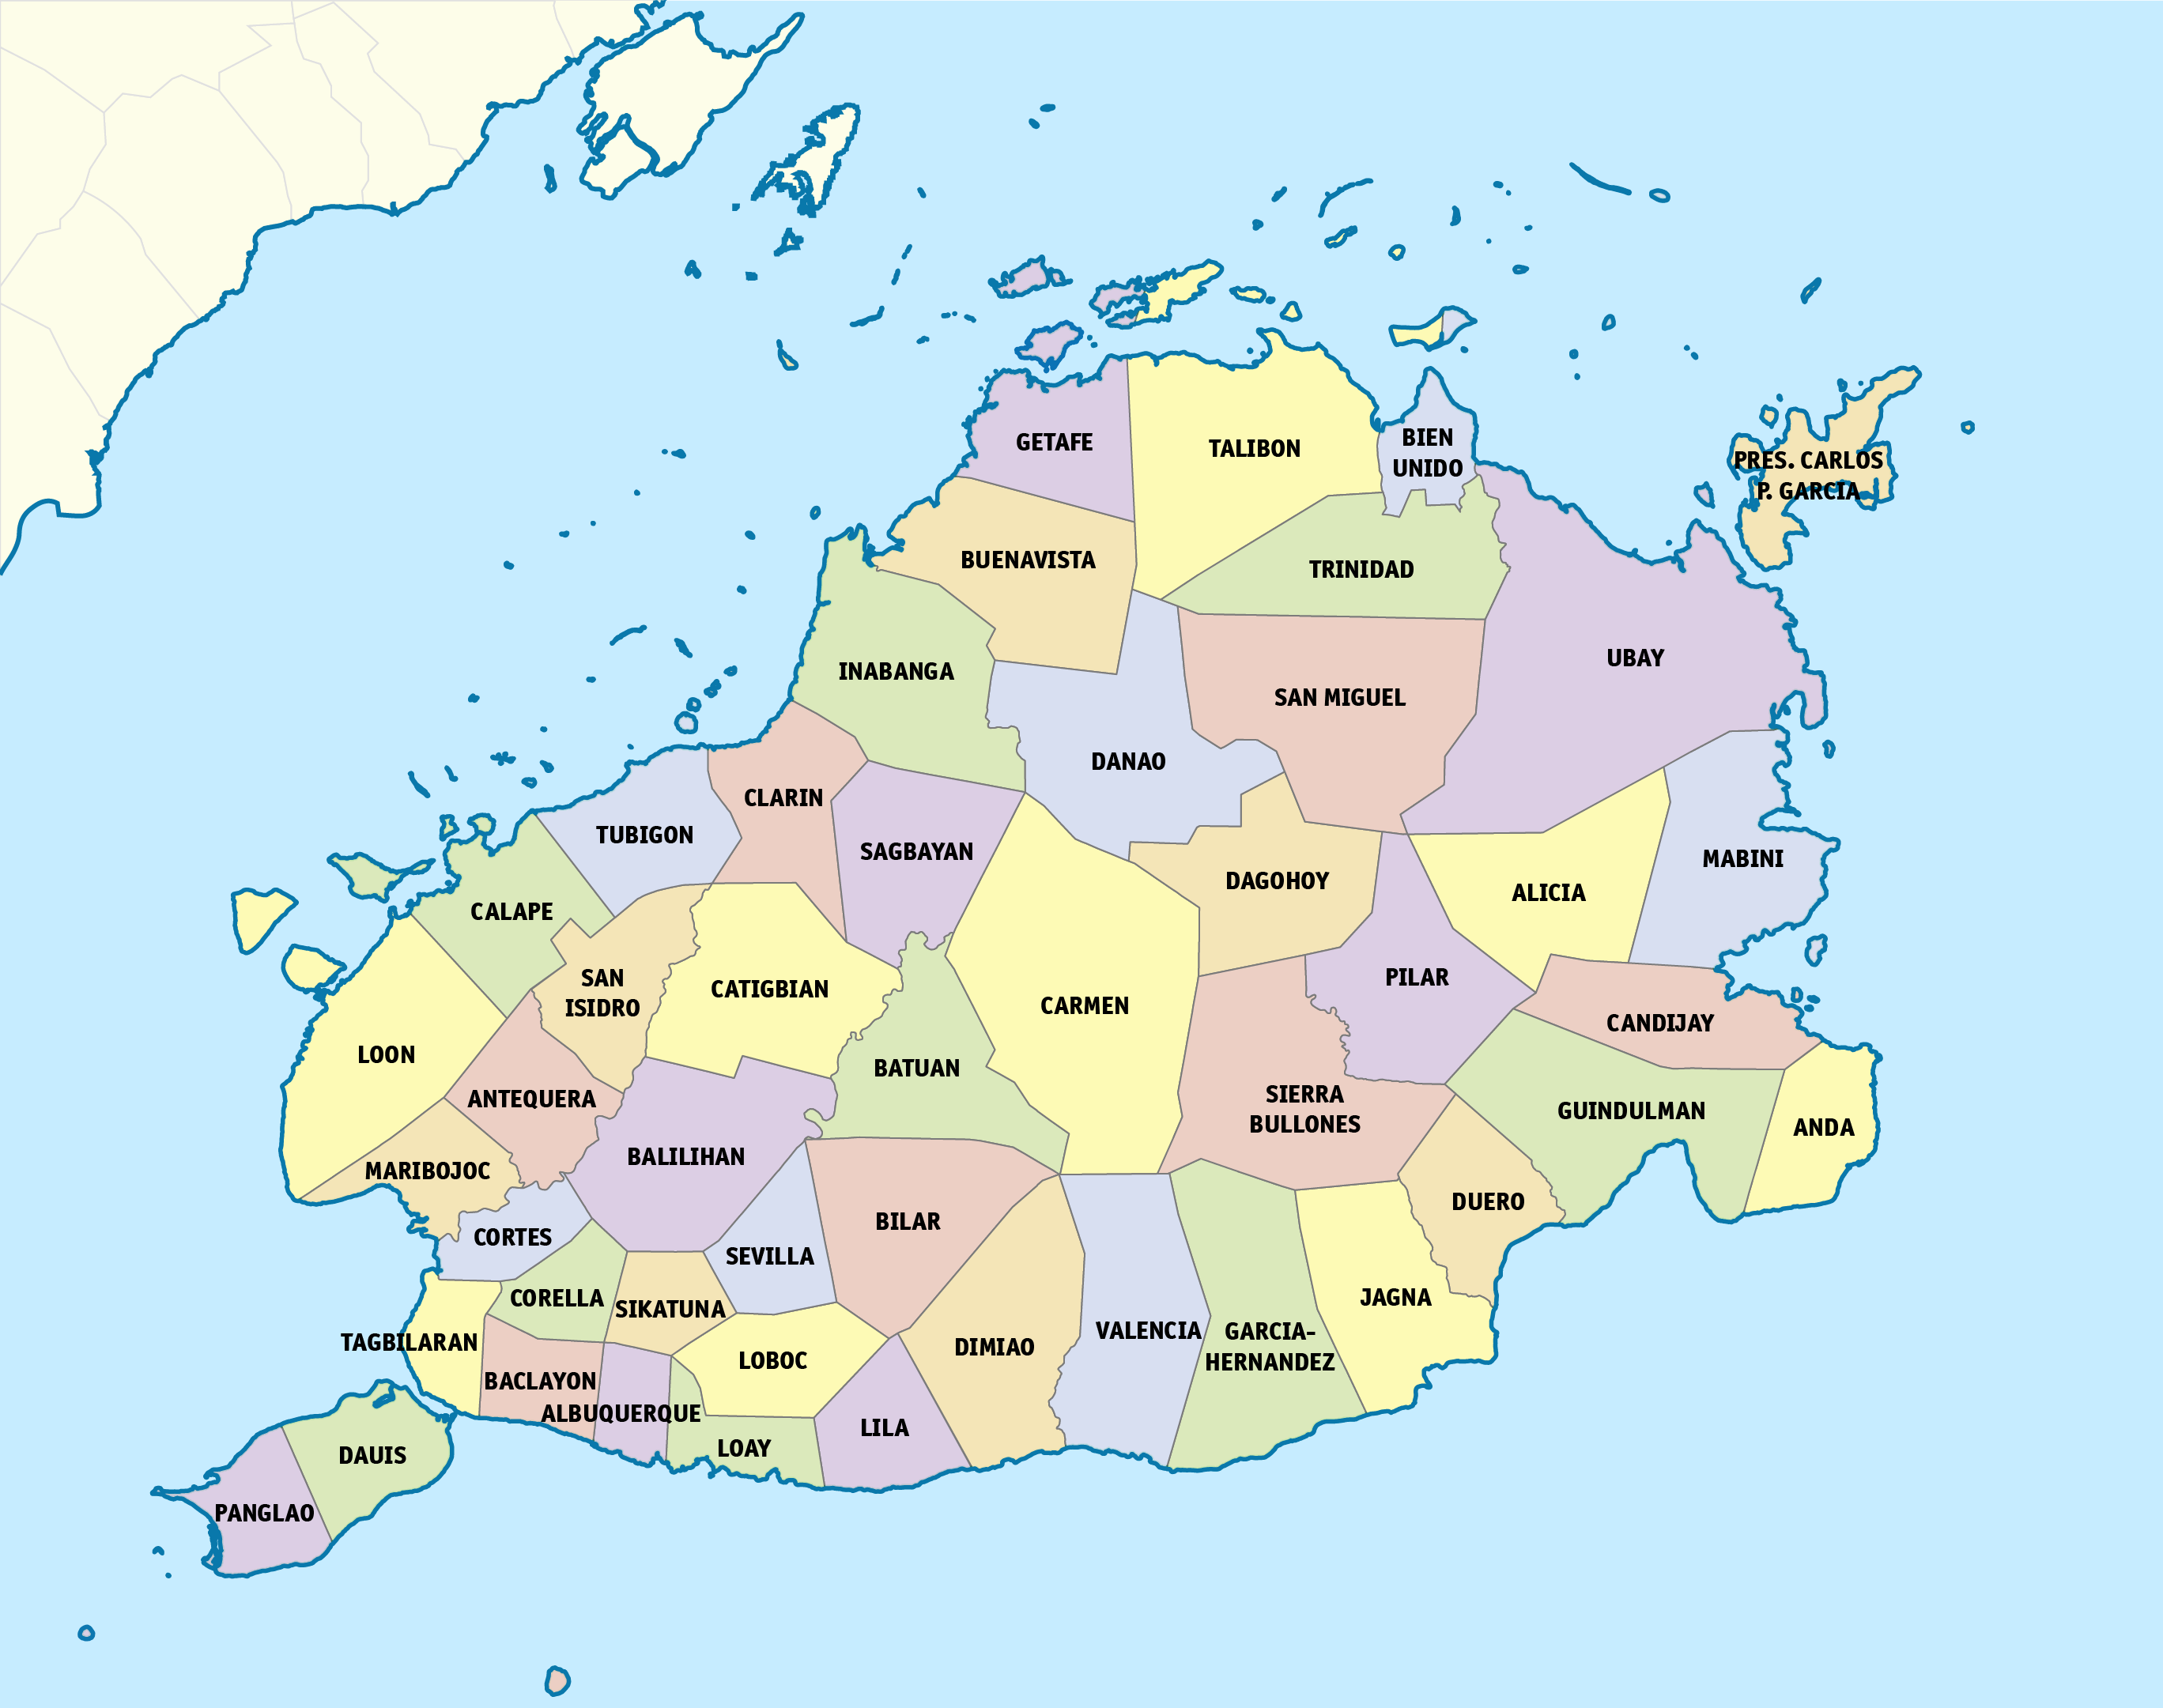 GETAFE
TALIBON
BIEN
UNIDO
PRES. CARLOS
P. GARCIA
BUENAVISTA
TRINIDAD
INABANGA
UBAY
SAN MIGUEL
DANAO
CLARIN
TUBIGON
SAGBAYAN
MABINI
DAGOHOY
ALICIA
CALAPE
SAN
ISIDRO
CATIGBIAN
CARMEN
PILAR
CANDIJAY
LOON
BATUAN
ANTEQUERA
SIERRA
BULLONES
GUINDULMAN
ANDA
BALILIHAN
MARIBOJOC
DUERO
BILAR
CORTES
SEVILLA
CORELLA
SIKATUNA
JAGNA
TAGBILARAN
VALENCIA
GARCIA-
HERNANDEZ
DIMIAO
LOBOC
BACLAYON
ALBUQUERQUE
LILA
LOAY
DAUIS
PANGLAO